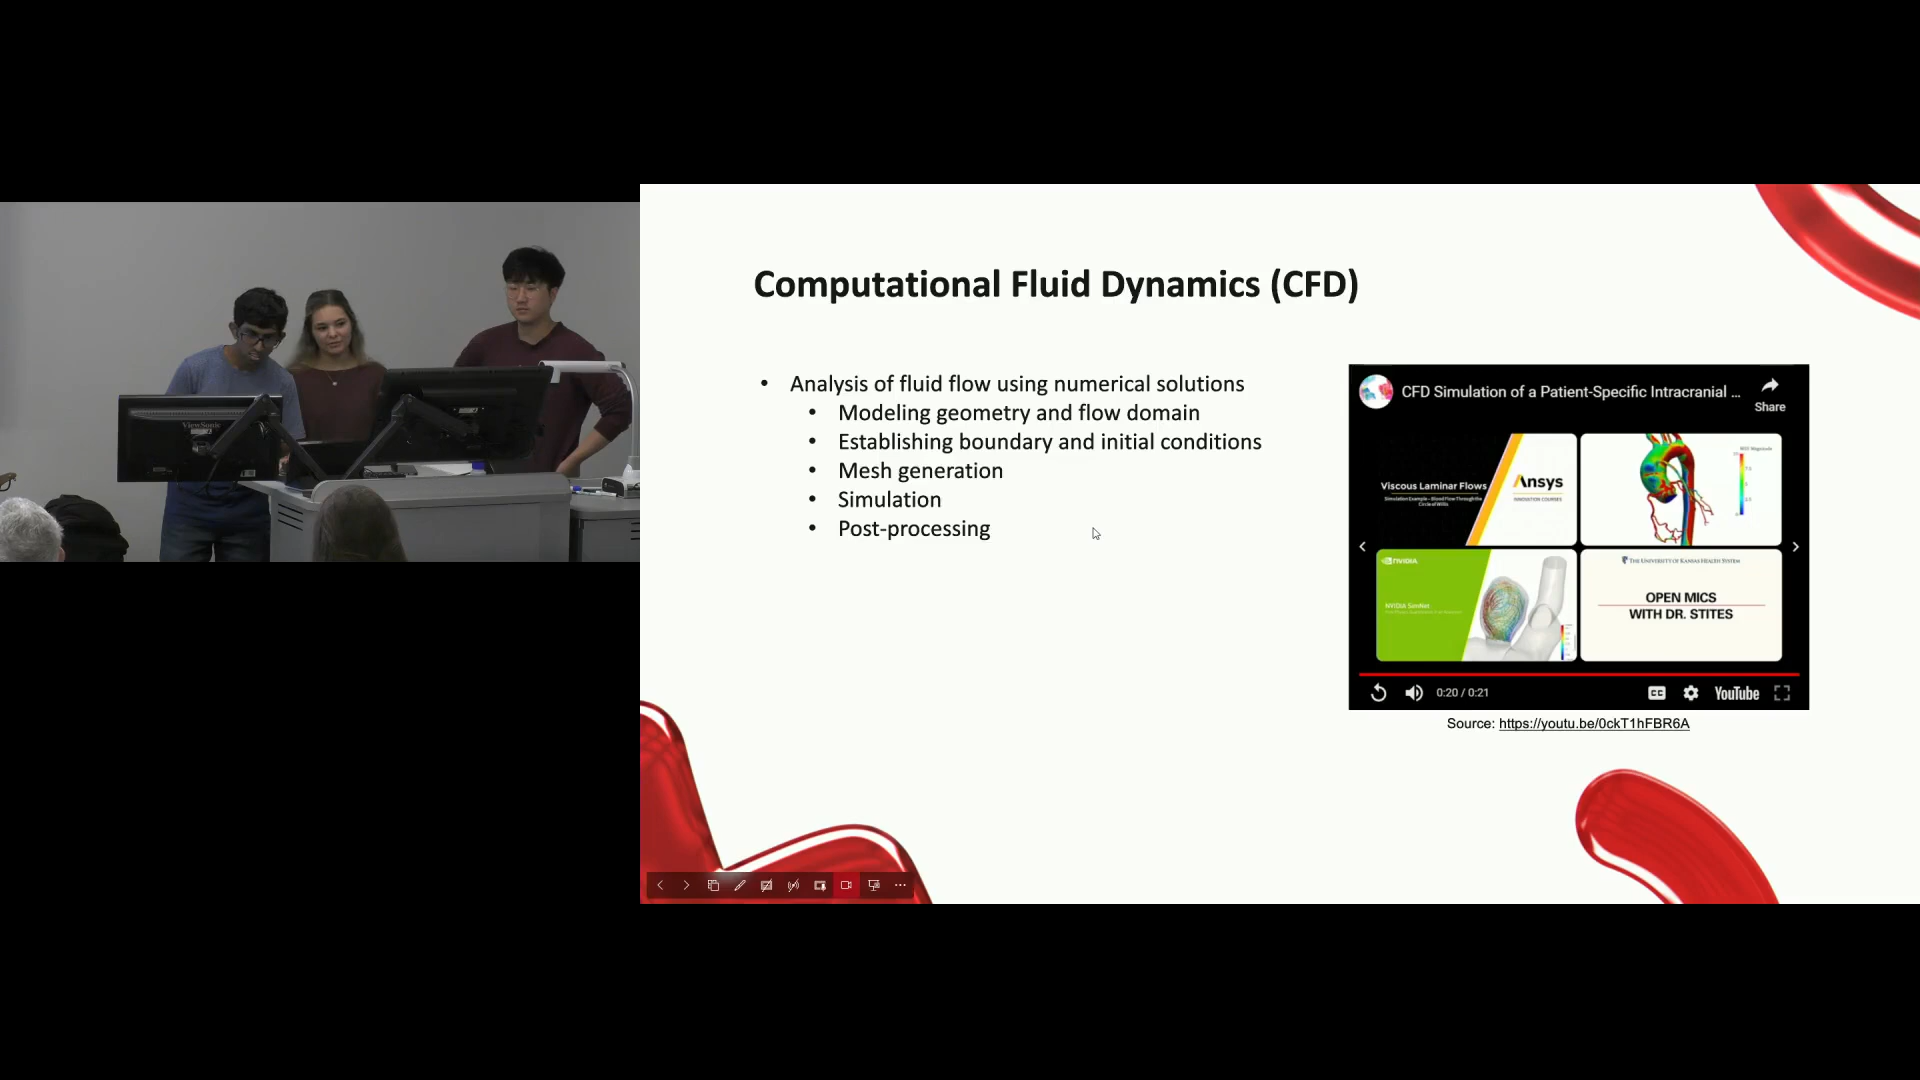 ViewSonic
Computational Fluid Dynamics (CFD)
• Analysis of fluid flow using numerical solutions
• Modeling geometry and flow domain
• Establishing boundary and initial conditions
• Mesh generation
• Simulation
• Post-processing
CFD Simulation of a Patient-Specific Intracranial ...
Share
Viscous Laminar Flows
Simulation Example - Blood Flow Through the
Circle of Willis
Ansys
INNOVATION COURSES
NVIDIA
NVIDIA SimNet
THE UNIVERSITY OF KANSAS HEALTH SYSTEM
OPEN MICS
WITH DR. STITES
0:20 / 0:21
CC
YouTube
Source: https://youtu.be/0ckT1hFBR6A